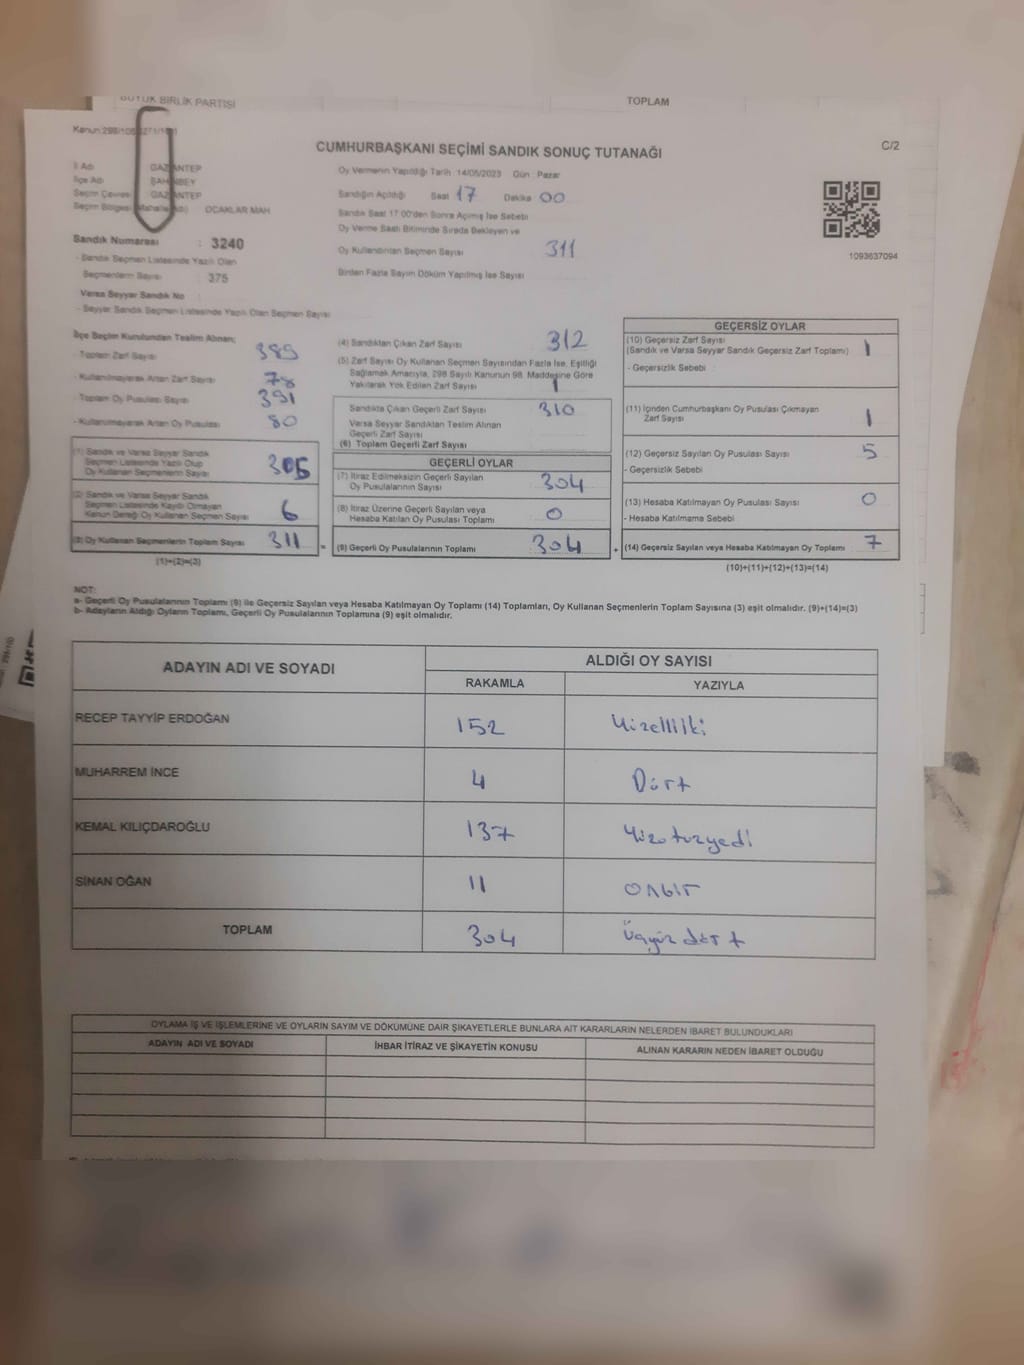 BÜYÜK BİRLİK PARTİSİ
TOPLAM
C/2
CUMHURBAŞKANI SEÇİMİ SANDIK SONUÇ TUTANAĞI
İl Adı : GAZİANTEP
İlçe Adı : ŞAHİNBEY
Seçim Çevresi : GAZİANTEP
Seçim Bölgesi (Mahalle Adı) OCAKLAR MAH
Sandık Numarası : 3240
- Sandık Seçmen Listesinde Yazılı Olan
Seçmenlerin Sayısı : 375
Varsa Seyyar Sandık No :
- Seyyar Sandık Seçmen Listesinde Yazılı Olan Seçmen Sayısı
Oy Vermenin Yapıldığı Tarih :14/05/2023 Gün : Pazar
Sandığın Açıldığı Saat 17 Dakika 00
Sandık Saat 17:00'den Sonra Açılmış İse Sebebi
Oy Verme Saati Bitiminde Sırada Bekleyen ve
Oy Kullandırılan Seçmen Sayısı 311
Birden Fazla Sayım Döküm Yapılmış İse Sayısı
1093637094
İlçe Seçim Kurulundan Teslim Alınan;
- Toplam Zarf Sayısı 389
- Kullanılmayarak Artan Zarf Sayısı 78
- Toplam Oy Pusulası Sayısı 391
- Kullanılmayarak Artan Oy Pusulası 80
(1) Sandık ve Varsa Seyyar Sandık
Seçmen Listesinde Yazılı Olup
Oy Kullanan Seçmenlerin Sayısı 305
(2) Sandık ve Varsa Seyyar Sandık
Seçmen Listesinde Kayıtlı Olmayan
Kanun Gereği Oy Kullanan Seçmen Sayısı 6
(3) Oy Kullanan Seçmenlerin Toplam Sayısı 311
(1)+(2)=(3)
(4) Sandıktan Çıkan Zarf Sayısı 312
(5) Zarf Sayısı Oy Kullanan Seçmen Sayısından Fazla İse, Eşitliği
Sağlamak Amacıyla, 298 Sayılı Kanunun 98. Maddesine Göre
Yakılarak Yok Edilen Zarf Sayısı 1
Sandıkta Çıkan Geçerli Zarf Sayısı 310
Varsa Seyyar Sandıktan Teslim Alınan
Geçerli Zarf Sayısı
(6) Toplam Geçerli Zarf Sayısı
GEÇERLİ OYLAR
(7) İtiraz Edilmeksizin Geçerli Sayılan
Oy Pusulalarının Sayısı 304
(8) İtiraz Üzerine Geçerli Sayılan veya
Hesaba Katılan Oy Pusulası Toplamı 0
= (9) Geçerli Oy Pusulalarının Toplamı 304
GEÇERSİZ OYLAR
(10) Geçersiz Zarf Sayısı
(Sandık ve Varsa Seyyar Sandık Geçersiz Zarf Toplamı) 1
- Geçersizlik Sebebi :
(11) İçinden Cumhurbaşkanı Oy Pusulası Çıkmayan
Zarf Sayısı 1
(12) Geçersiz Sayılan Oy Pusulası Sayısı 5
- Geçersizlik Sebebi
(13) Hesaba Katılmayan Oy Pusulası Sayısı 0
- Hesaba Katılmama Sebebi
+ (14) Geçersiz Sayılan veya Hesaba Katılmayan Oy Toplamı 7
(10)+(11)+(12)+(13)=(14)
NOT:
a- Geçerli Oy Pusulalarının Toplamı (9) ile Geçersiz Sayılan veya Hesaba Katılmayan Oy Toplamı (14) Toplamları, Oy Kullanan Seçmenlerin Toplam Sayısına (3) eşit olmalıdır. (9)+(14)=(3)
b- Adayların Aldığı Oyların Toplamı, Geçerli Oy Pusulalarının Toplamına (9) eşit olmalıdır.
ADAYIN ADI VE SOYADI ALDIĞI OY SAYISI
RAKAMLA YAZIYLA
RECEP TAYYİP ERDOĞAN 152 Yüzelliiki
MUHARREM İNCE 4 Dört
KEMAL KILIÇDAROĞLU 137 Yüzotuzyedi
SİNAN OĞAN 11 Onbir
TOPLAM 304 Üçyüz dört
OYLAMA İŞ VE İŞLEMLERİNE VE OYLARIN SAYIM VE DÖKÜMÜNE DAİR ŞİKAYETLERLE BUNLARA AİT KARARLARIN NELERDEN İBARET BULUNDUKLARI
ADAYIN ADI VE SOYADI İHBAR İTİRAZ VE ŞİKAYETİN KONUSU ALINAN KARARIN NEDEN İBARET OLDUĞU